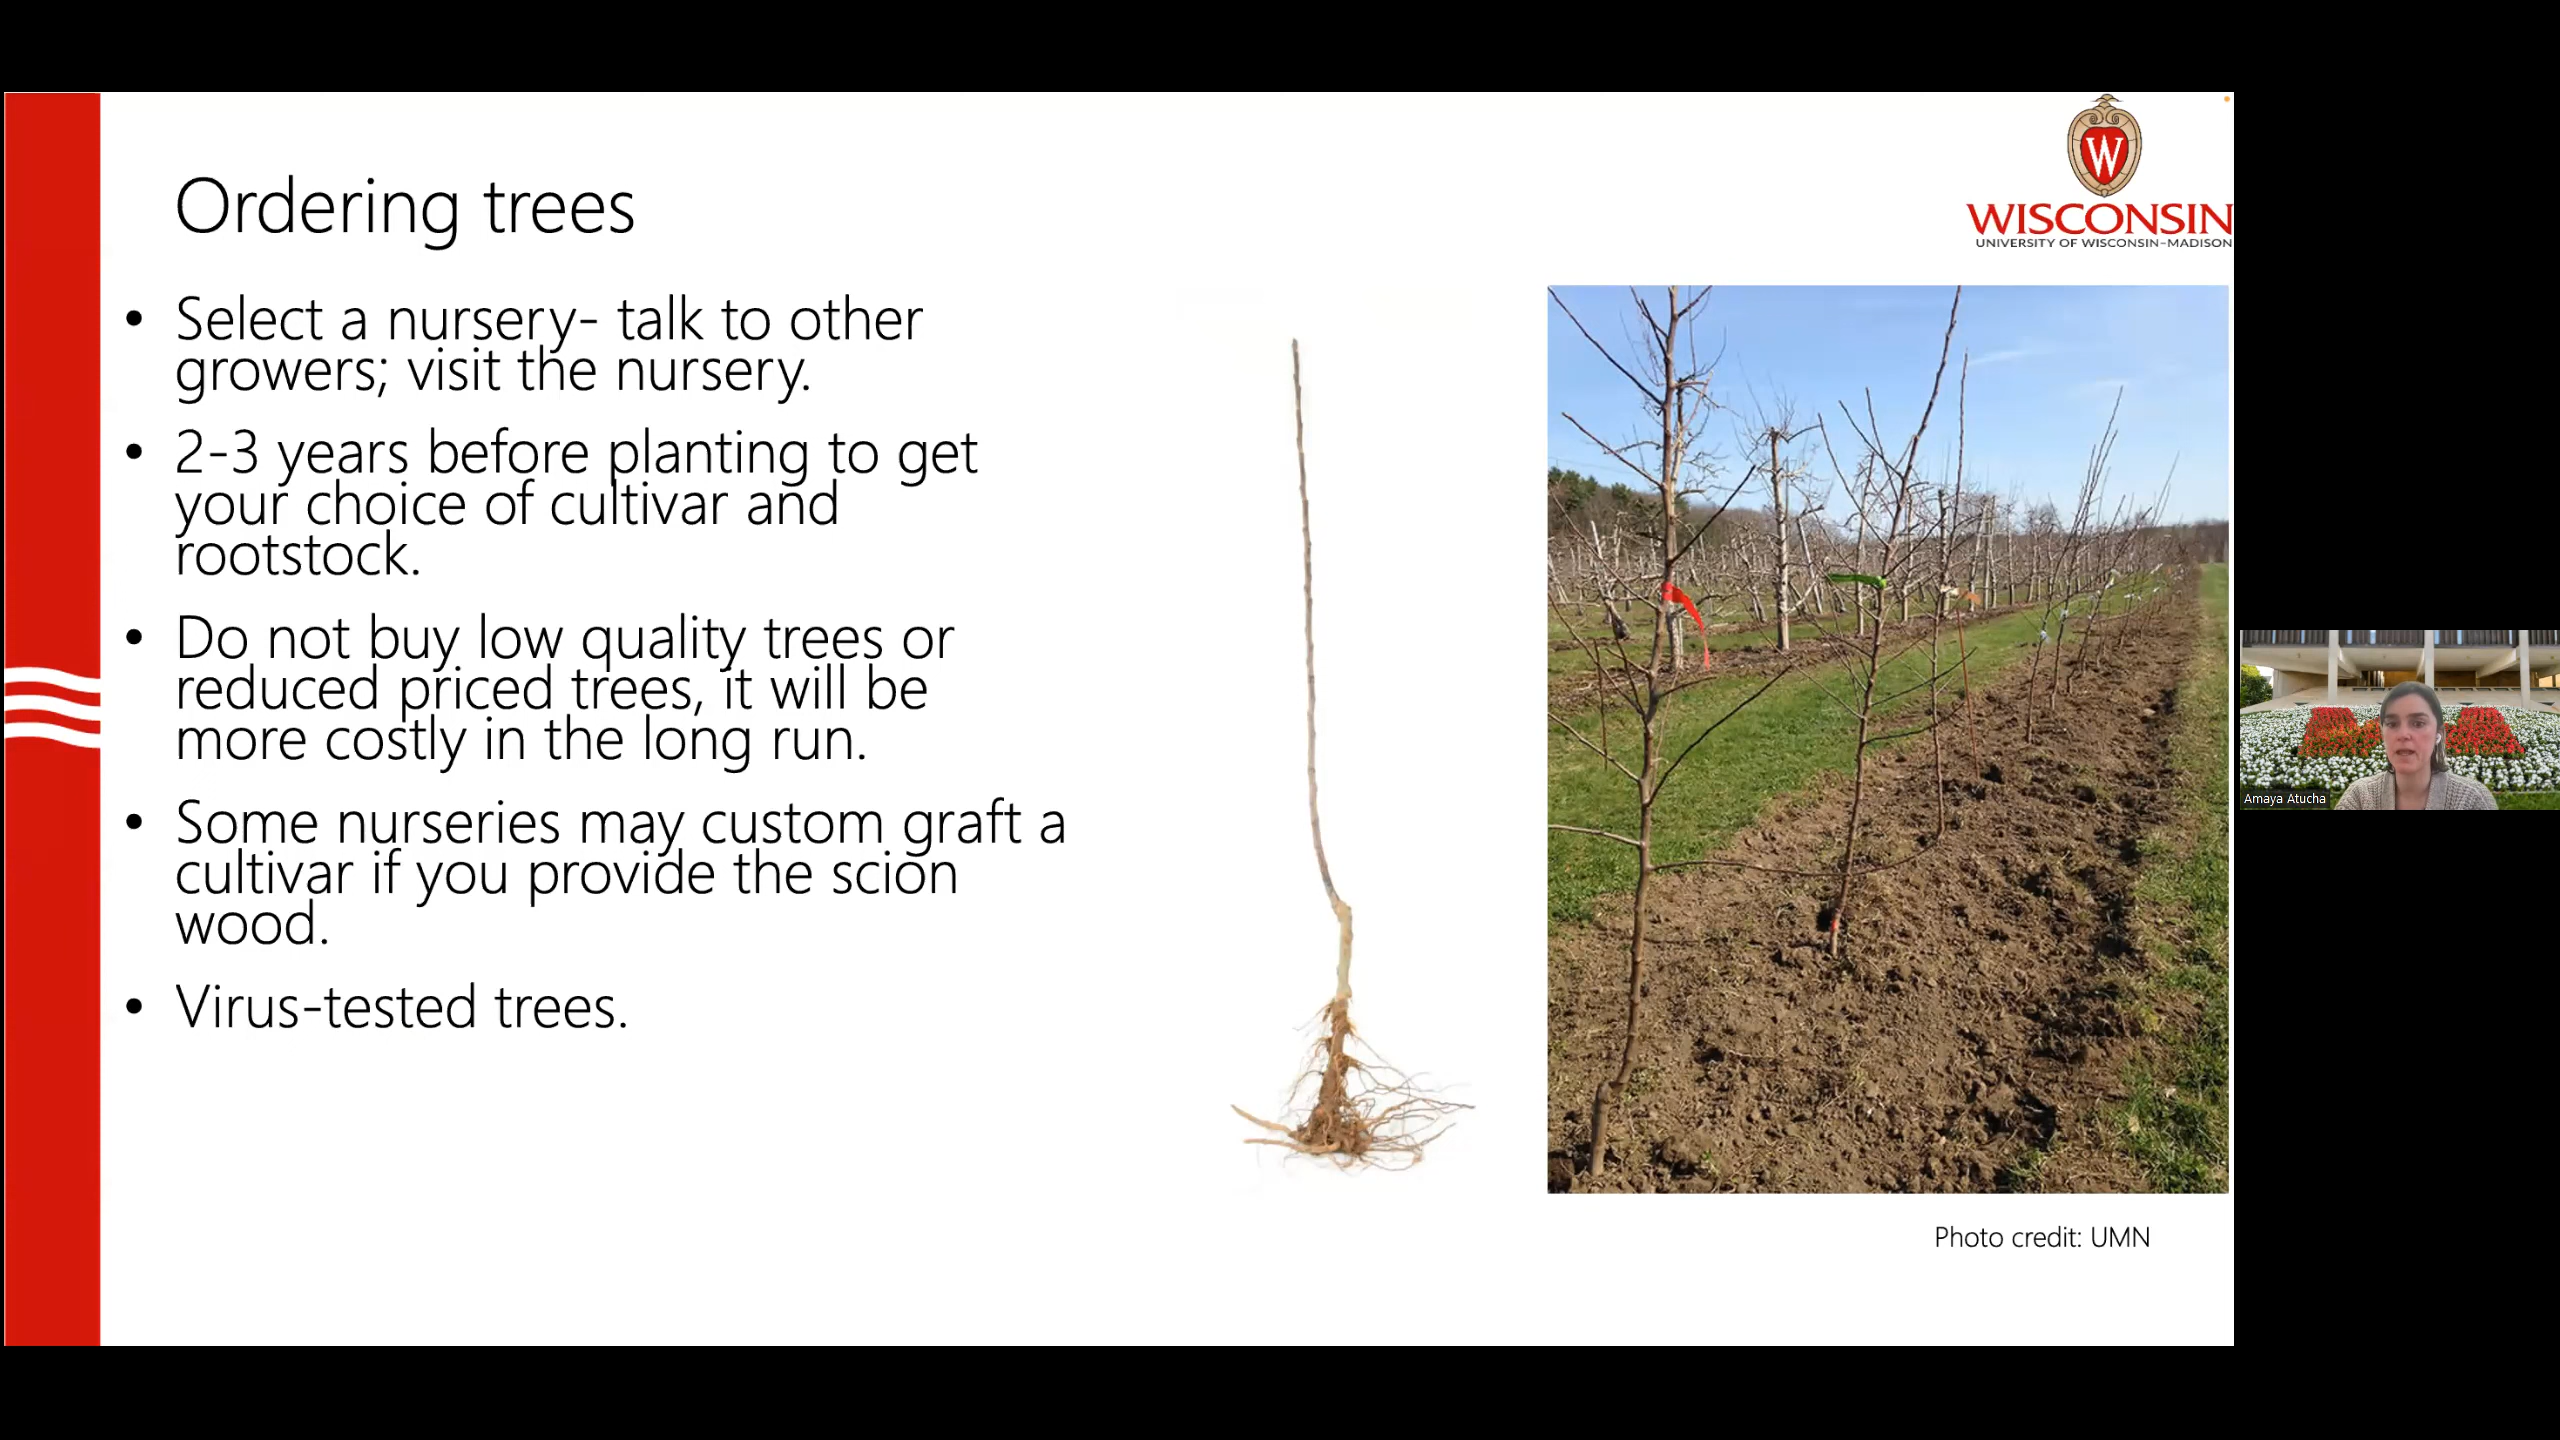 W
WISCONSIN
UNIVERSITY OF WISCONSIN-MADISON
Ordering trees
• Select a nursery- talk to other
growers; visit the nursery.
• 2-3 years before planting to get
your choice of cultivar and
rootstock.
• Do not buy low quality trees or
reduced priced trees, it will be
more costly in the long run.
• Some nurseries may custom graft a
cultivar if you provide the scion
wood.
• Virus-tested trees.
Photo credit: UMN
Amaya Atucha